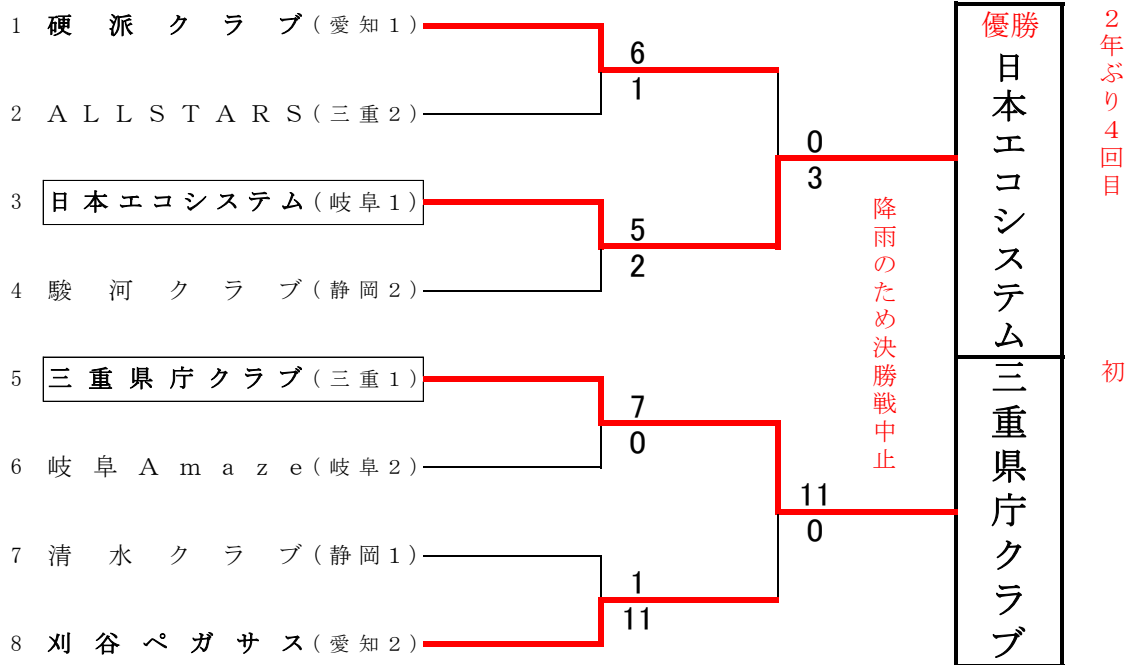 1 硬派クラブ(愛知1)
2 ALLSTARS(三重2)
3 日本エコシステム(岐阜1)
4 駿河クラブ(静岡2)
5 三重県庁クラブ(三重1)
6 岐阜Amaze(岐阜2)
7 清水クラブ(静岡1)
8 刈谷ペガサス(愛知2)
6
1
5
2
7
0
1
11
0
3
11
0
降雨のため決勝戦中止
優勝
日本エコシステム
三重県庁クラブ
2年ぶり4回目
初